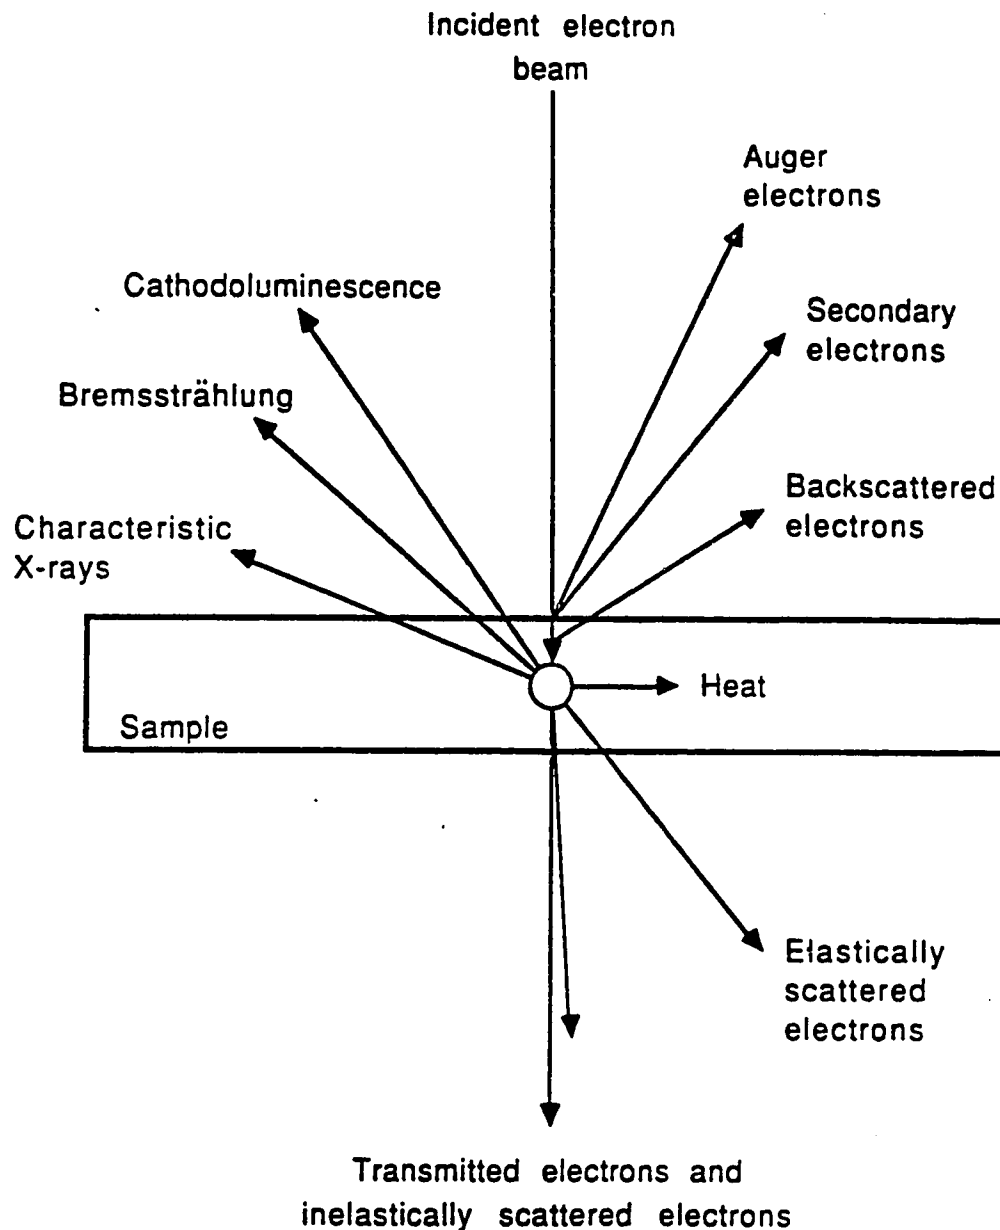 Incident electron
beam
Auger
electrons
Cathodoluminescence
Secondary
electrons
Bremsstrählung
Backscattered
electrons
Characteristic
X-rays
Heat
Sample
Elastically
scattered
electrons
Transmitted electrons and
inelastically scattered electrons